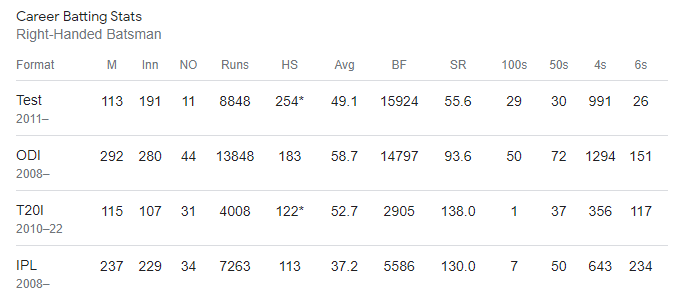 Career Batting Stats
Right-Handed Batsman
Format M Inn NO Runs HS Avg BF SR 100s 50s 4s 6s
Test 113 191 11 8848 254* 49.1 15924 55.6 29 30 991 26
2011–
ODI 292 280 44 13848 183 58.7 14797 93.6 50 72 1294 151
2008–
T20I 115 107 31 4008 122* 52.7 2905 138.0 1 37 356 117
2010–22
IPL 237 229 34 7263 113 37.2 5586 130.0 7 50 643 234
2008–